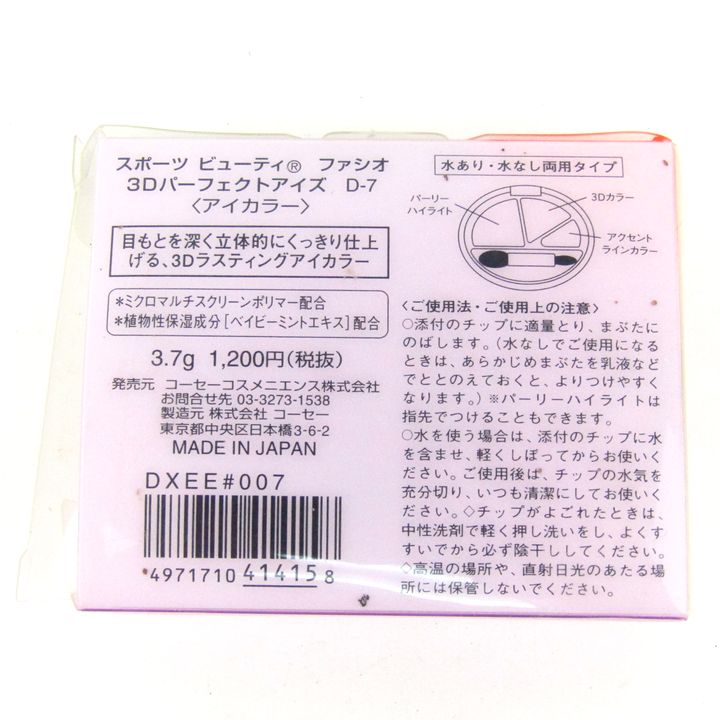 スポーツ ビューティ® ファシオ
3Dパーフェクトアイズ D-7
〈アイカラー〉
目もとを深く立体的にくっきり仕上
げる、3Dラスティングアイカラー
*ミクロマルチスクリーンポリマー配合
*植物性保湿成分[ベイビーミントエキス]配合
3.7g 1,200円(税抜)
発売元 コーセーコスメニエンス株式会社
お問合せ先 03-3273-1538
製造元 株式会社 コーセー
東京都中央区日本橋3-6-2
MADE IN JAPAN
DXEE#007
4971710 414158
水あり・水なし両用タイプ
パーリー
ハイライト
3Dカラー
アクセント
ラインカラー
〈ご使用法・ご使用上の注意〉
○添付のチップに適量とり、まぶたに
のばします。(水なしでご使用になる
ときは、あらかじめまぶたを乳液など
でととのえておくと、よりつけやすく
なります。)※パーリーハイライトは
指先でつけることもできます。
○水を使う場合は、添付のチップに水
を含ませ、軽くしぼってからお使いく
ださい。ご使用後は、チップの水気を
充分切り、いつも清潔にしてお使いく
ださい。◇チップがよごれたときは、
中性洗剤で軽く押し洗いをし、よくす
すいでから必ず陰干ししてください。
◇高温の場所や、直射日光のあたる場
所には保管しないでください。